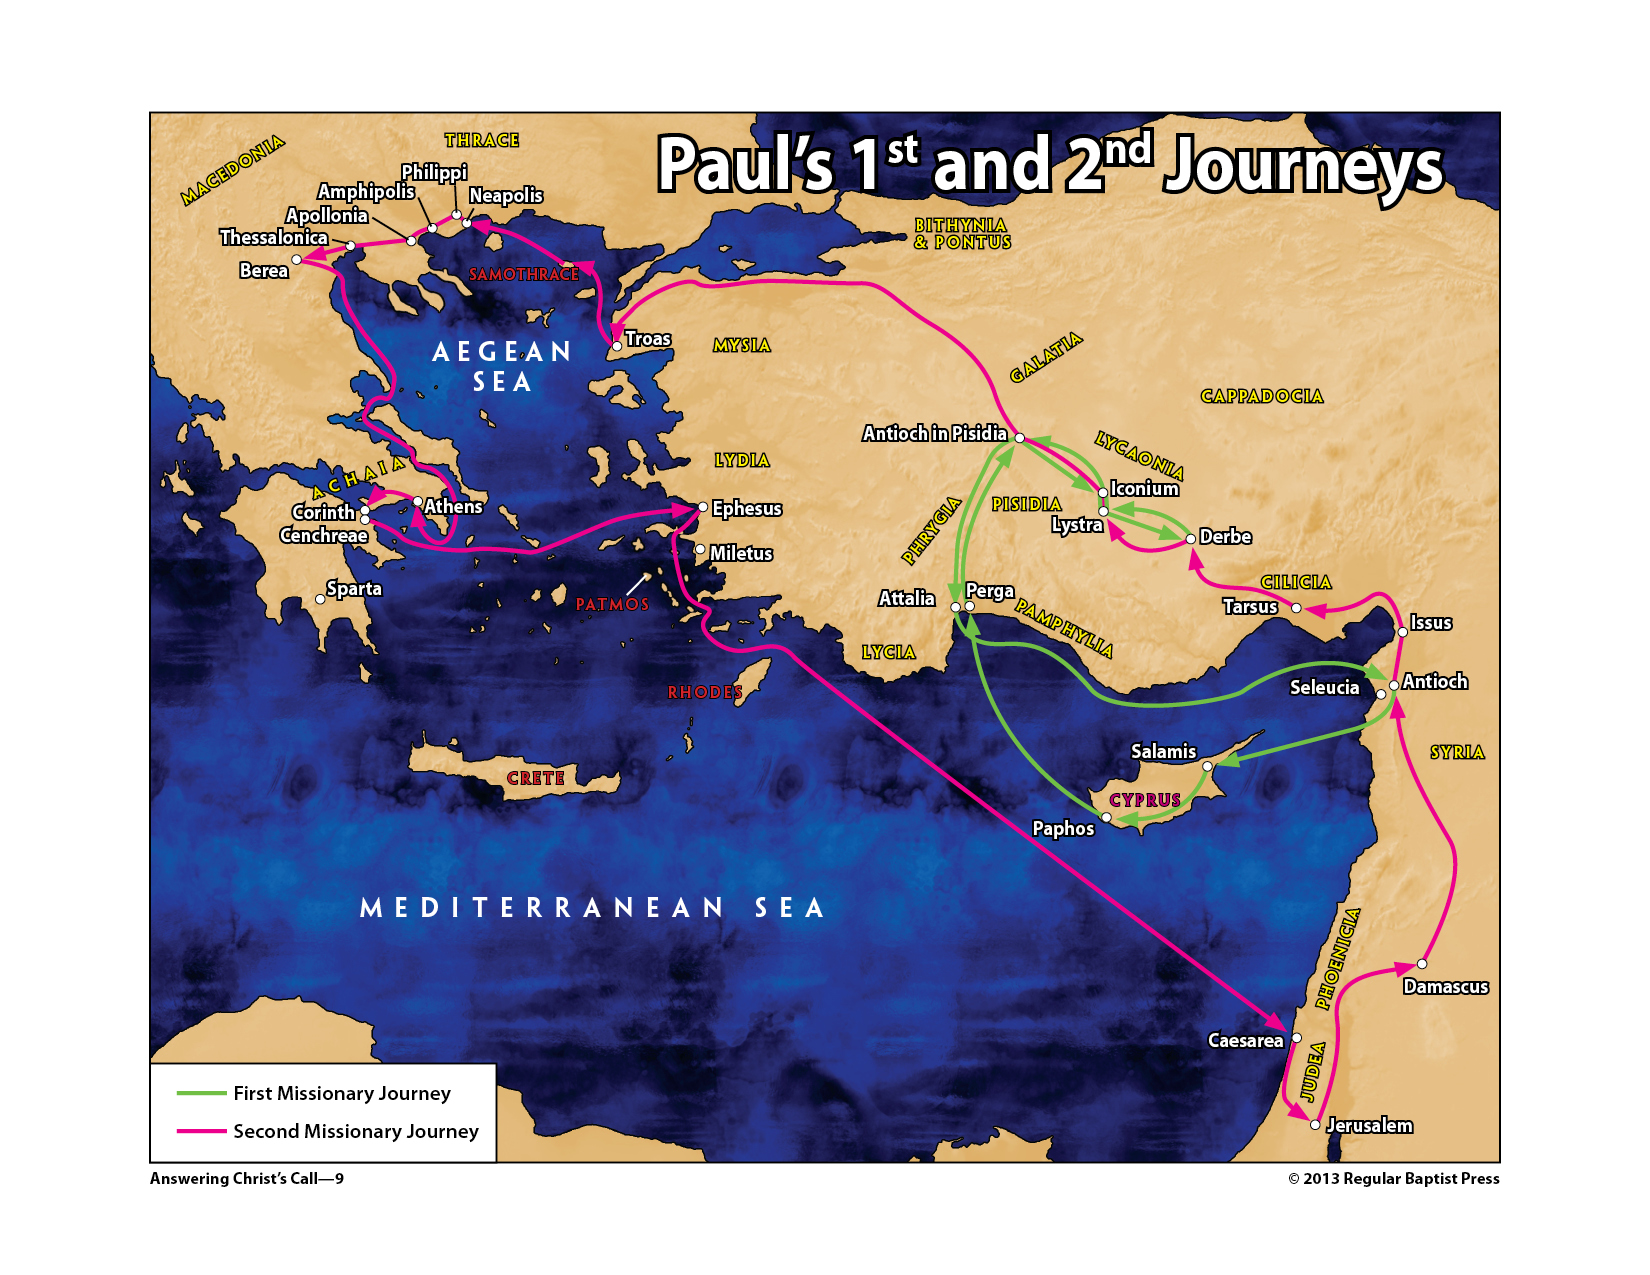 Paul's 1st and 2nd Journeys
THRACE
MACEDONIA
Philippi
Amphipolis
Neapolis
Apollonia
Thessalonica
Berea
BITHYNIA
& PONTUS
SAMOTHRACE
AEGEAN
SEA
Troas
MYSIA
GALATIA
CAPPADOCIA
Antioch in Pisidia
LYCAONIA
LYDIA
ACHAIA
Iconium
Athens
Corinth
Cenchreae
Ephesus
PHRYGIA
PISIDIA
Lystra
Derbe
Miletus
Sparta
PATMOS
Attalia
Perga
PAMPHYLIA
CILICIA
Tarsus
Issus
LYCIA
RHODES
Seleucia
Antioch
Salamis
SYRIA
CRETE
CYPRUS
Paphos
MEDITERRANEAN SEA
PHOENICIA
Damascus
Caesarea
JUDEA
Jerusalem
First Missionary Journey
Second Missionary Journey
Answering Christ's Call—9
© 2013 Regular Baptist Press